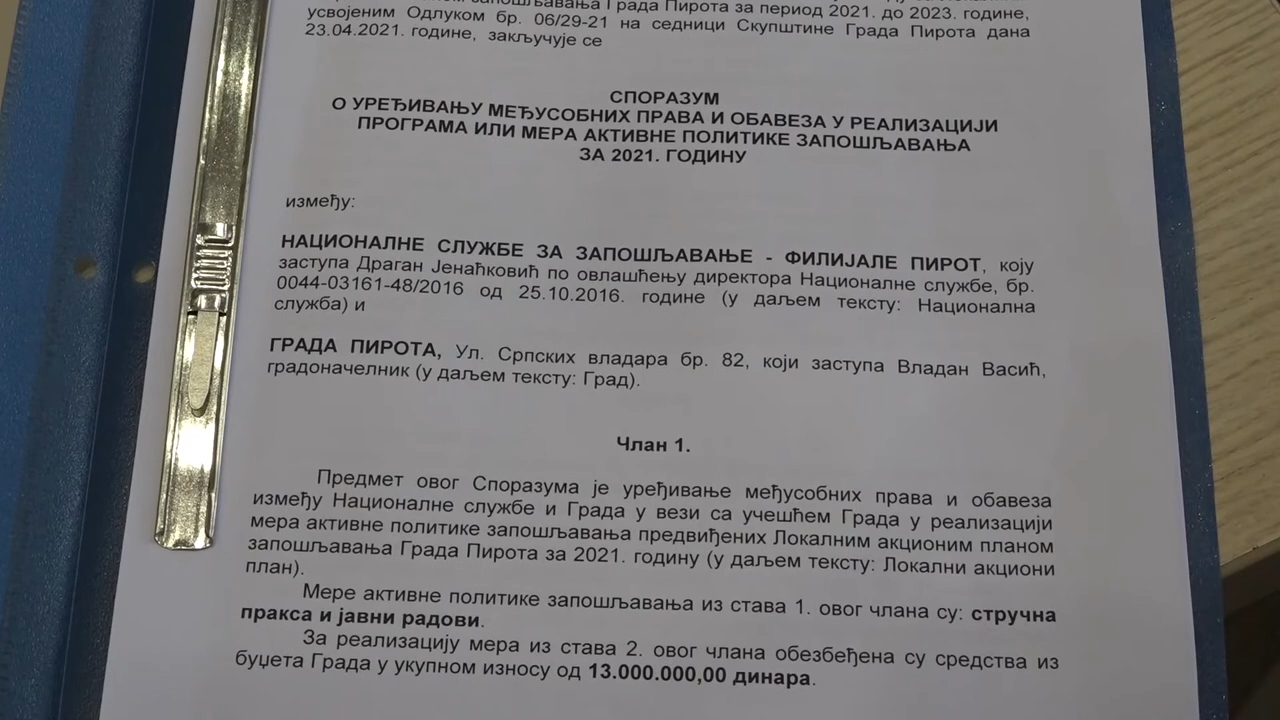 запошљавања Града Пирота за период 2021. до 2023. године,
усвојеним Одлуком бр. 06/29-21 на седници Скупштине Града Пирота дана
23.04.2021. године, закључује се
СПОРАЗУМ
О УРЕЂИВАЊУ МЕЂУСОБНИХ ПРАВА И ОБАВЕЗА У РЕАЛИЗАЦИЈИ
ПРОГРАМА ИЛИ МЕРА АКТИВНЕ ПОЛИТИКЕ ЗАПОШЉАВАЊА
ЗА 2021. ГОДИНУ
између:
НАЦИОНАЛНЕ СЛУЖБЕ ЗА ЗАПОШЉАВАЊЕ - ФИЛИЈАЛЕ ПИРОТ, коју
заступа Драган Јенаћковић по овлашћењу директора Националне службе, бр.
0044-03161-48/2016 од 25.10.2016. године (у даљем тексту: Национална
служба) и
ГРАДА ПИРОТА, Ул. Српских владара бр. 82, који заступа Владан Васић,
градоначелник (у даљем тексту: Град).
Члан 1.
Предмет овог Споразума је уређивање међусобних права и обавеза
између Националне службе и Града у вези са учешћем Града у реализацији
мера активне политике запошљавања предвиђених Локалним акционим планом
запошљавања Града Пирота за 2021. годину (у даљем тексту: Локални акциони
план).
Мере активне политике запошљавања из става 1. овог члана су: стручна
пракса и јавни радови.
За реализацију мера из става 2. овог члана обезбеђена су средства из
буџета Града у укупном износу од 13.000.000,00 динара.